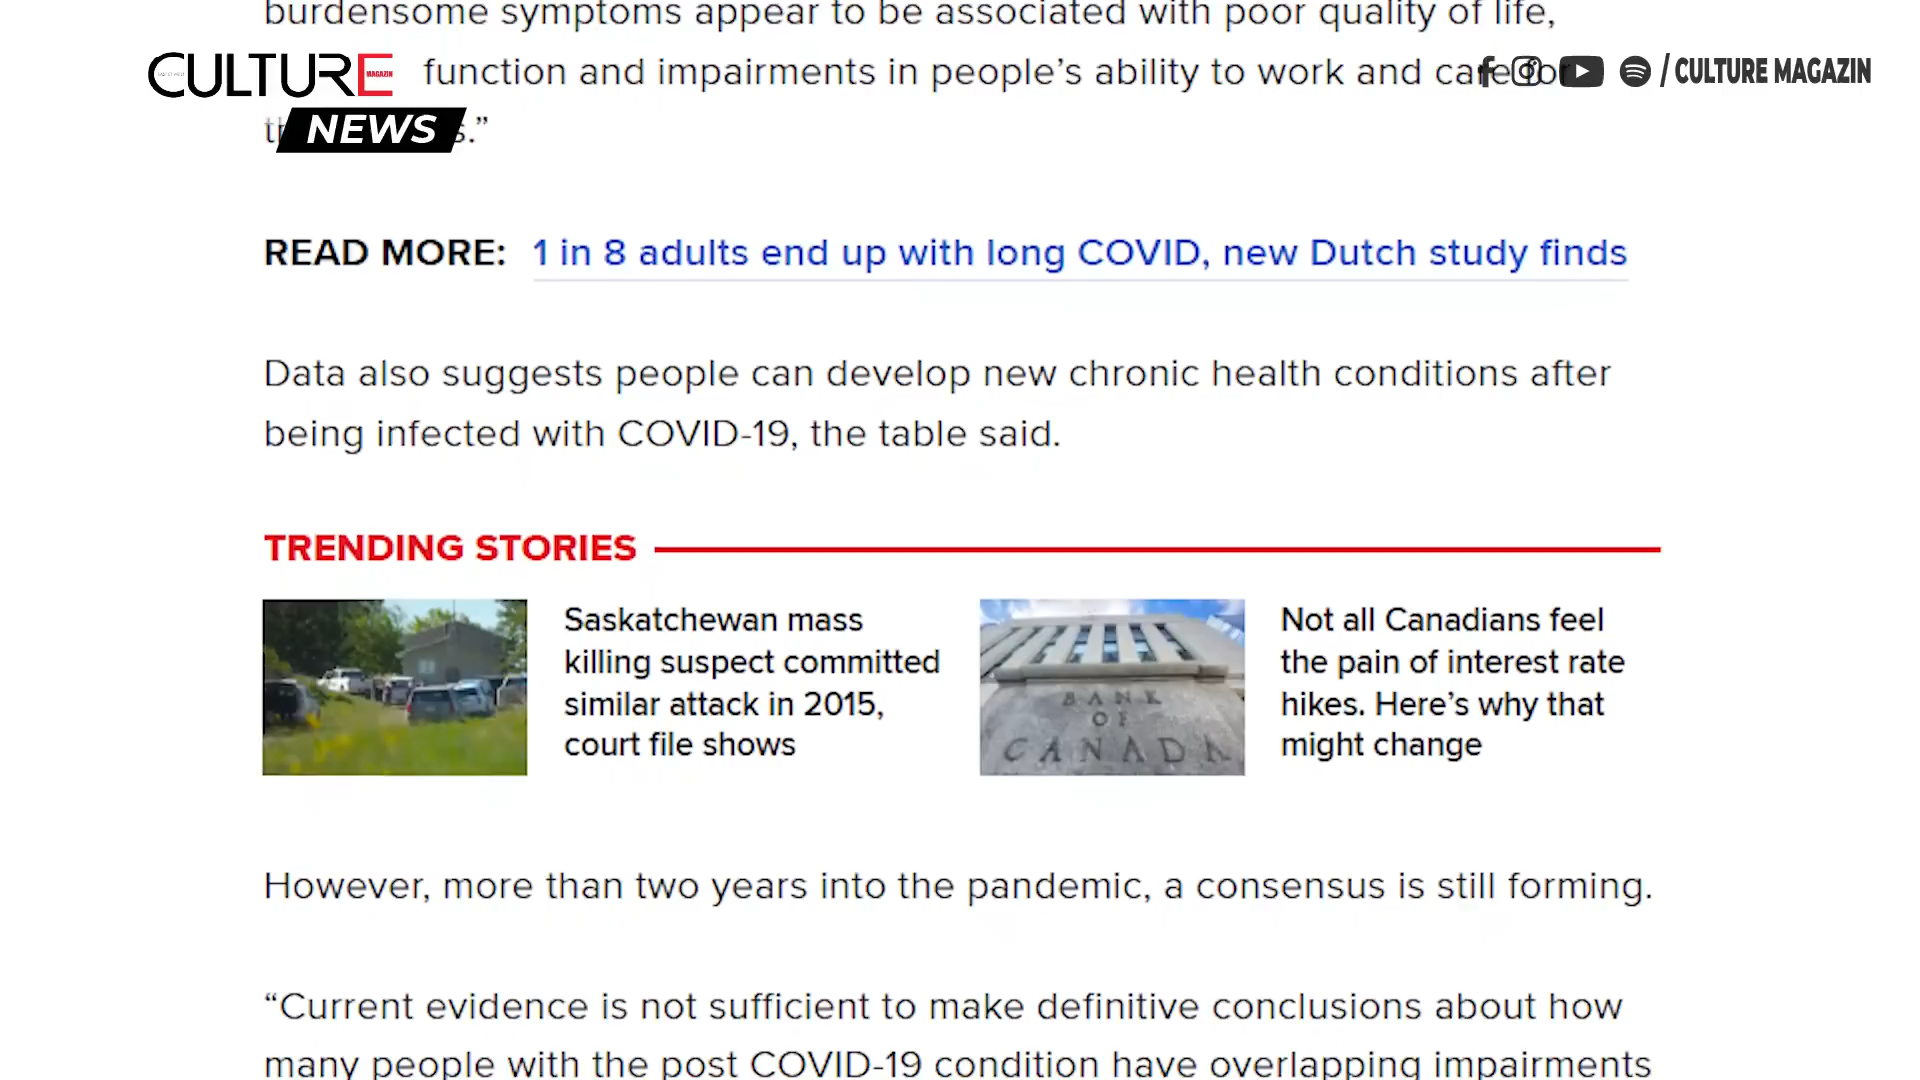 burdensome symptoms appear to be associated with poor quality of life,
CULTURE
MAGAZIN
function and impairments in people’s ability to work and care for
/ CULTURE MAGAZIN
NEWS
READ MORE: 1 in 8 adults end up with long COVID, new Dutch study finds
Data also suggests people can develop new chronic health conditions after
being infected with COVID-19, the table said.
TRENDING STORIES
Saskatchewan mass
killing suspect committed
similar attack in 2015,
court file shows
BANK
OF
CANADA
Not all Canadians feel
the pain of interest rate
hikes. Here’s why that
might change
However, more than two years into the pandemic, a consensus is still forming.
“Current evidence is not sufficient to make definitive conclusions about how
many people with the post COVID-19 condition have overlapping impairments